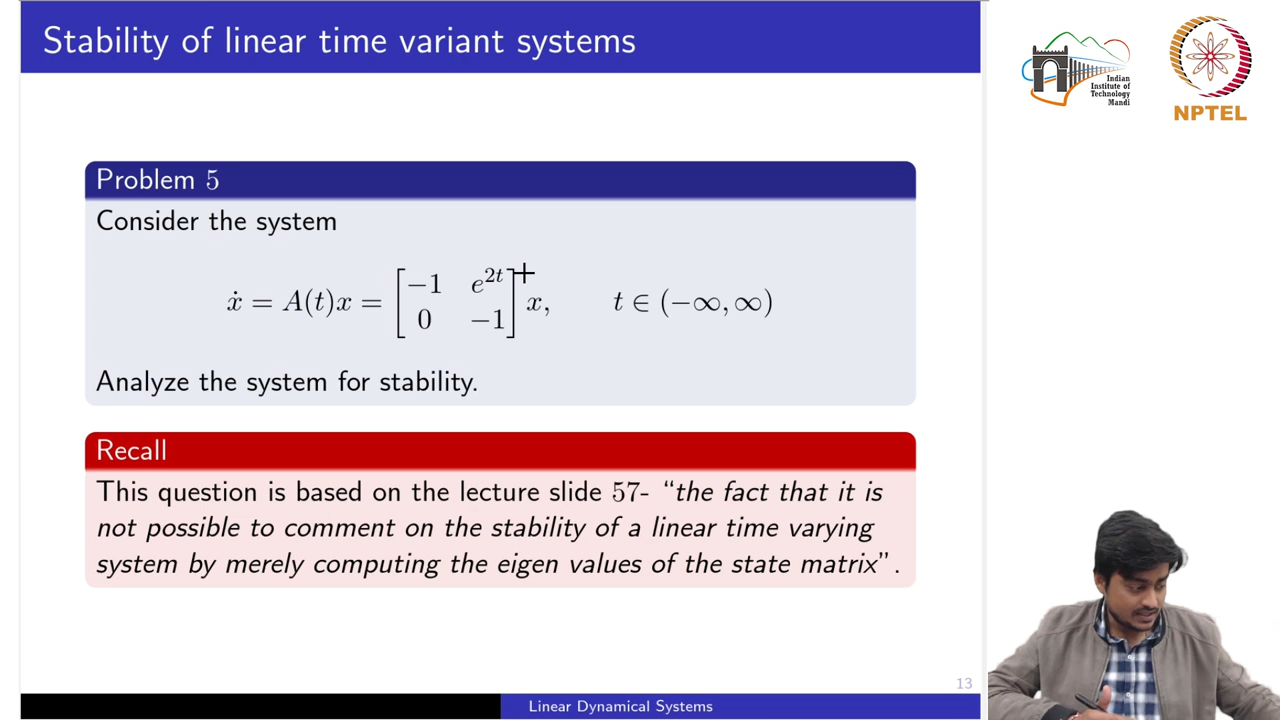 Stability of linear time variant systems
Indian
Institute of
Technology
Mandi
NPTEL
Problem 5
Consider the system
ẋ = A(t)x = [−1 e^{2t}; 0 −1] x, t ∈ (−∞, ∞)
Analyze the system for stability.
Recall
This question is based on the lecture slide 57- “the fact that it is
not possible to comment on the stability of a linear time varying
system by merely computing the eigen values of the state matrix” .
13
Linear Dynamical Systems